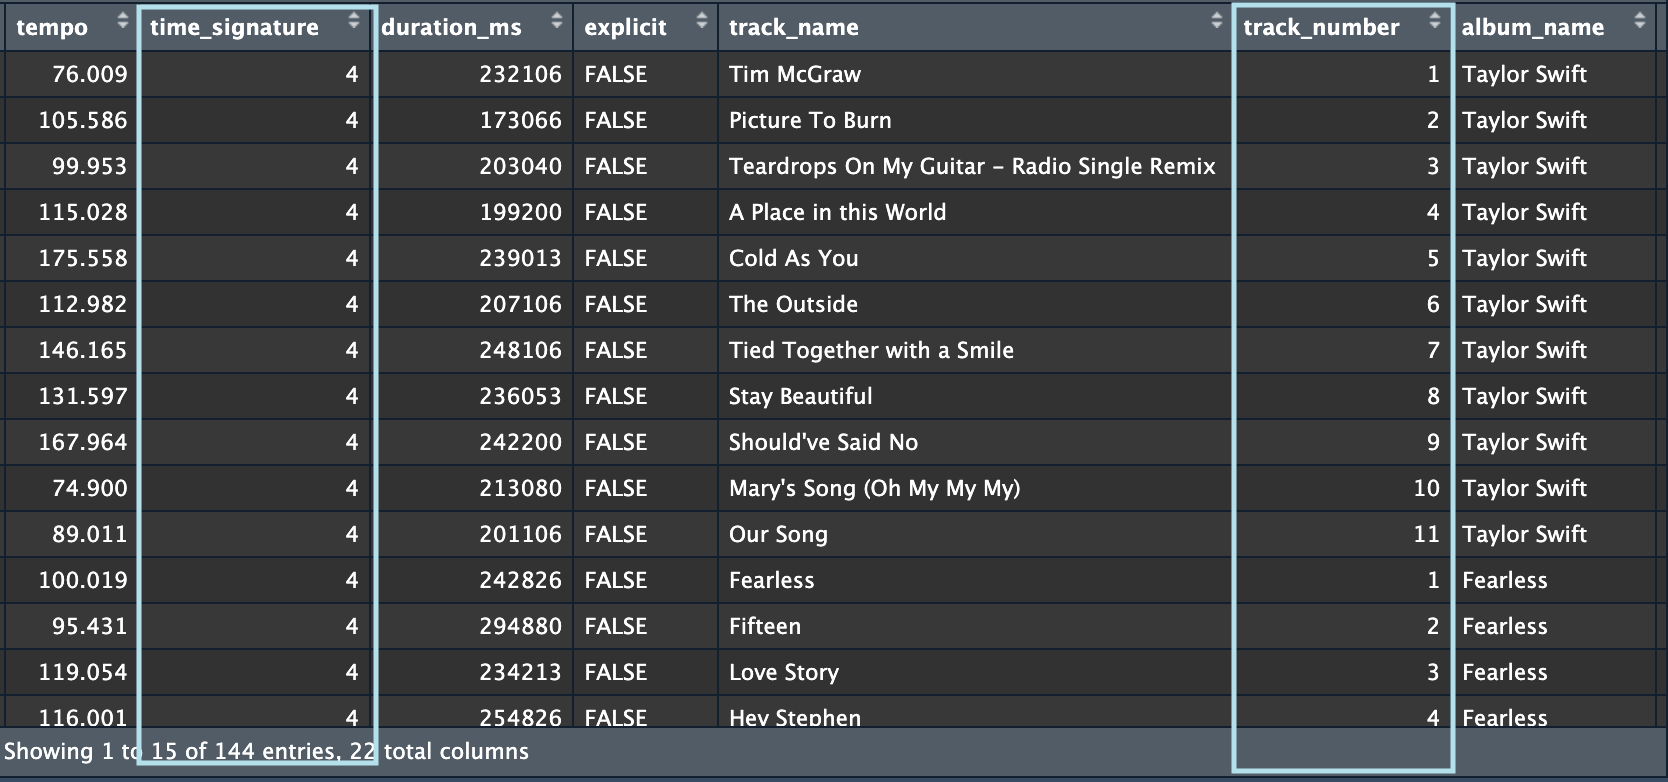 tempo time_signature duration_ms explicit track_name track_number album_name
76.009 4 232106 FALSE Tim McGraw 1 Taylor Swift
105.586 4 173066 FALSE Picture To Burn 2 Taylor Swift
99.953 4 203040 FALSE Teardrops On My Guitar – Radio Single Remix 3 Taylor Swift
115.028 4 199200 FALSE A Place in this World 4 Taylor Swift
175.558 4 239013 FALSE Cold As You 5 Taylor Swift
112.982 4 207106 FALSE The Outside 6 Taylor Swift
146.165 4 248106 FALSE Tied Together with a Smile 7 Taylor Swift
131.597 4 236053 FALSE Stay Beautiful 8 Taylor Swift
167.964 4 242200 FALSE Should've Said No 9 Taylor Swift
74.900 4 213080 FALSE Mary's Song (Oh My My My) 10 Taylor Swift
89.011 4 201106 FALSE Our Song 11 Taylor Swift
100.019 4 242826 FALSE Fearless 1 Fearless
95.431 4 294880 FALSE Fifteen 2 Fearless
119.054 4 234213 FALSE Love Story 3 Fearless
116.001 4 254826 FALSE Hey Stephen 4 Fearless
Showing 1 to 15 of 144 entries, 22 total columns